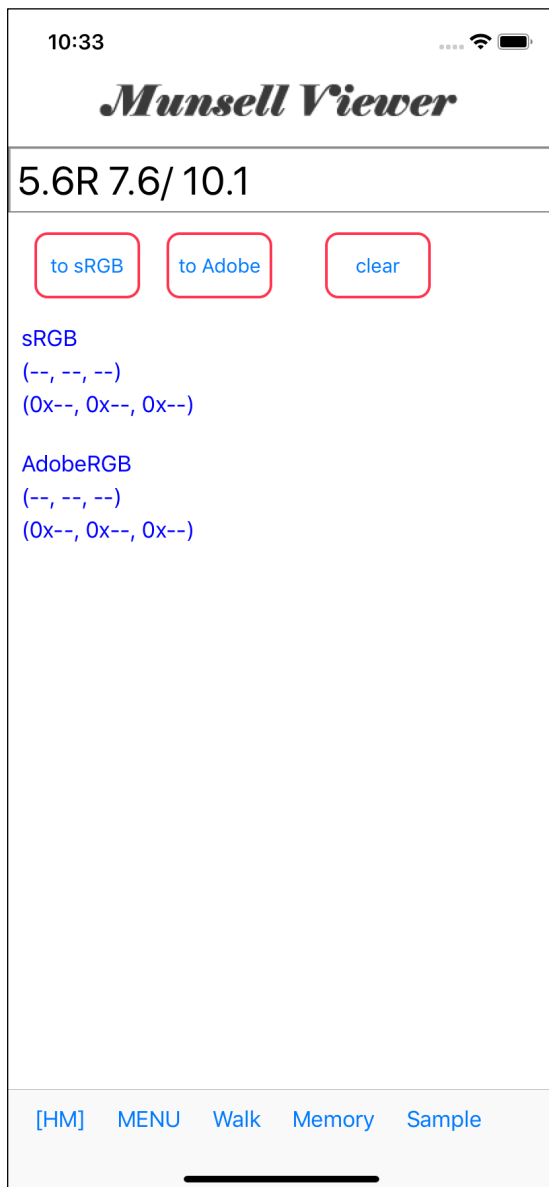 10:33
Munsell Viewer
5.6R 7.6/ 10.1
to sRGB to Adobe clear
sRGB
(--, --, --)
(0x--, 0x--, 0x--)
AdobeRGB
(--, --, --)
(0x--, 0x--, 0x--)
[HM] MENU Walk Memory Sample